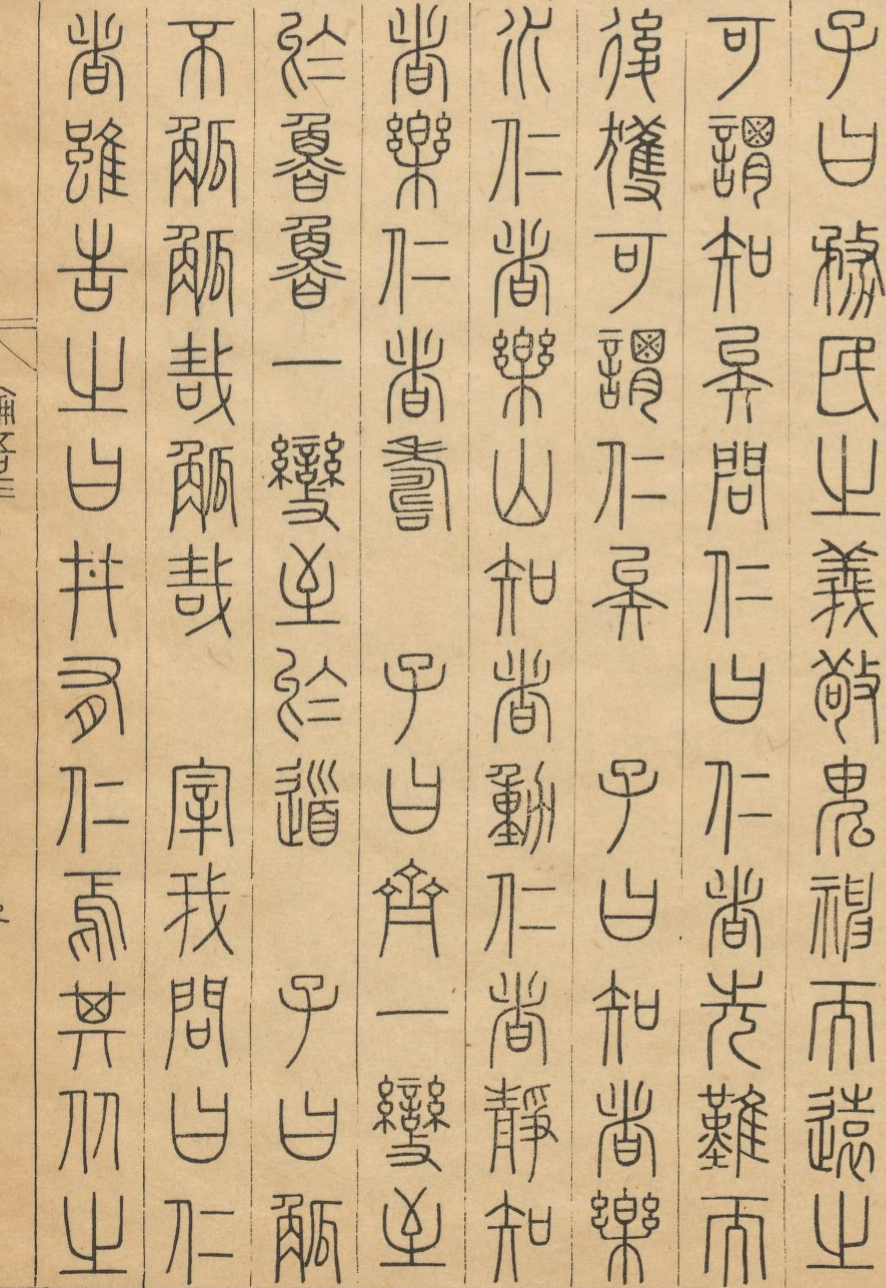 子曰務民之義敬鬼神而遠之
可謂知矣問仁曰仁者先難而
後獲可謂仁矣　子曰知者樂
水仁者樂山知者動仁者靜知
者樂仁者壽　子曰齊一變至
於魯魯一變至於道　子曰觚
不觚觚哉觚哉　宰我問曰仁
者雖告之曰井有仁焉其从之